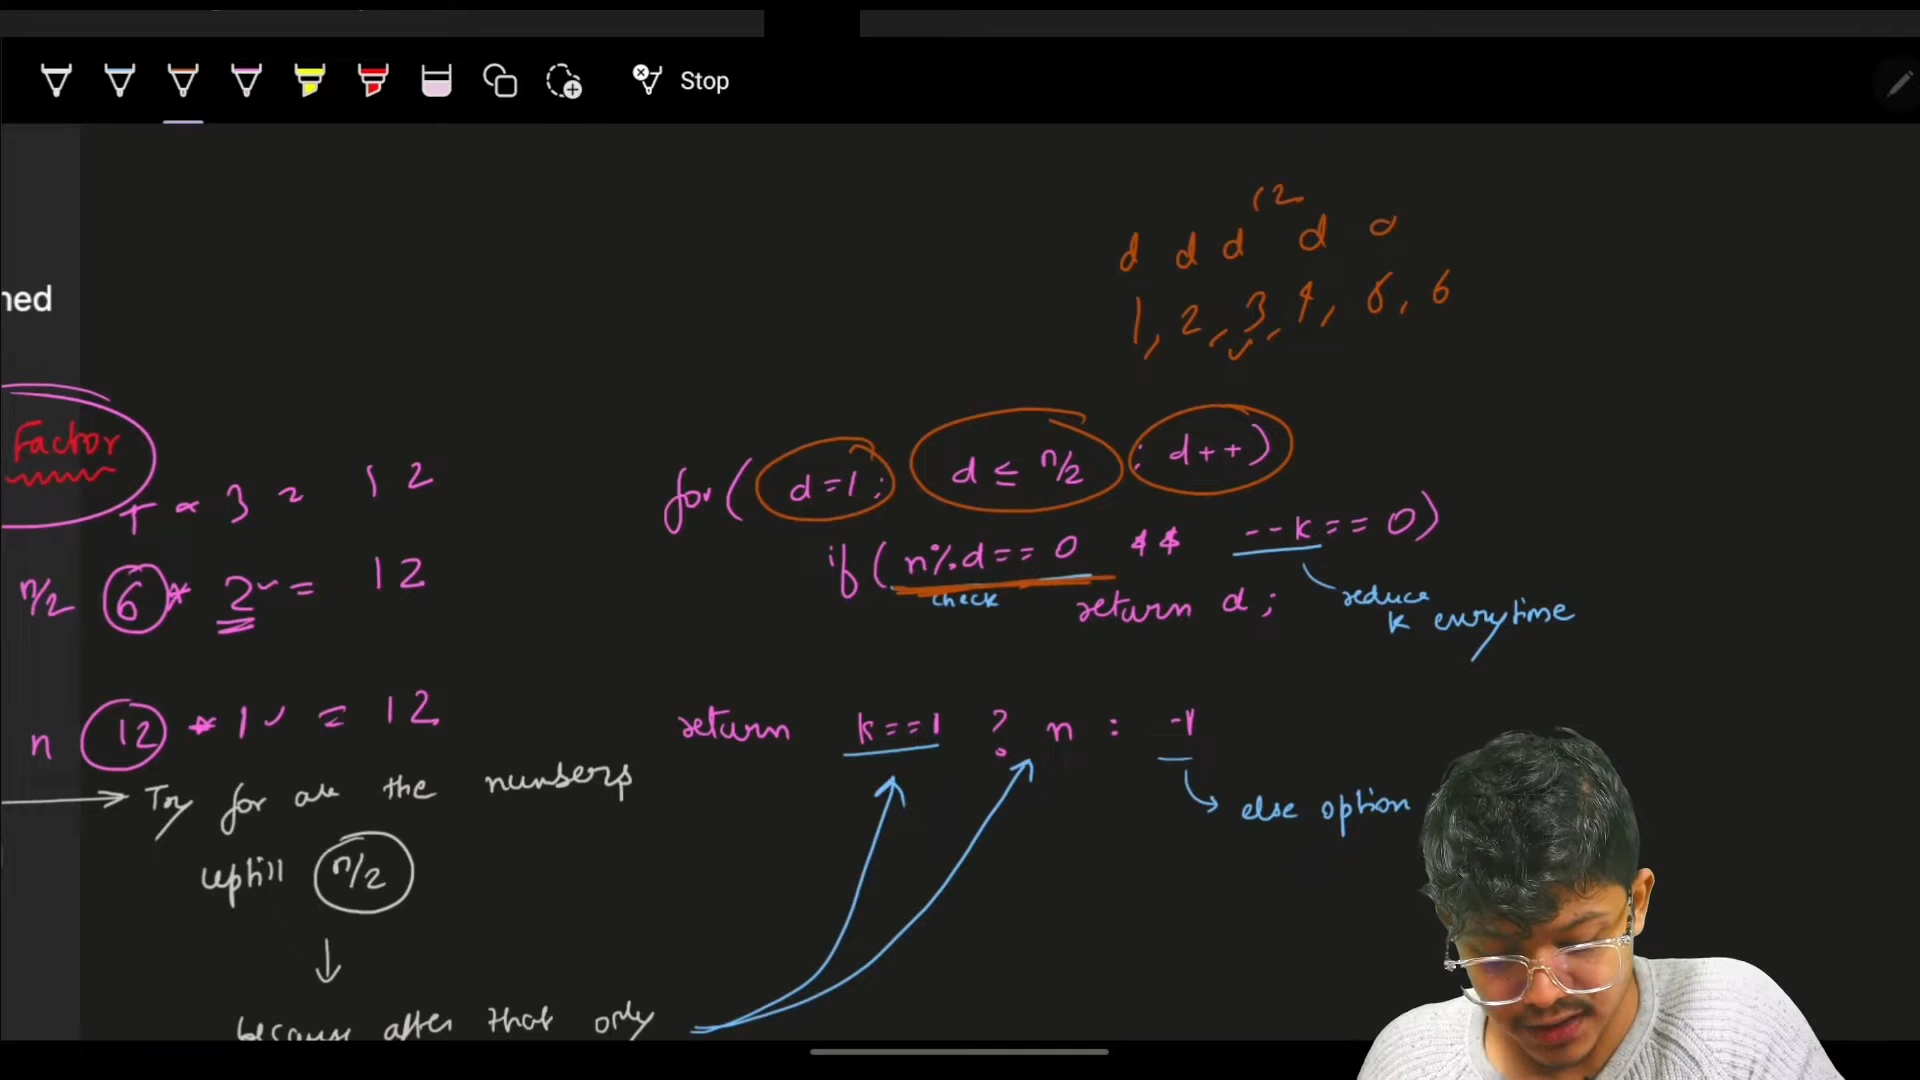 Stop
12
d d d d d
1, 2, 3, 4, 5, 6
ned
Factor
* 3 = 12
n/2 6 * 2 = 12
n 12 * 1 = 12
Try for all the numbers
uptill n/2
because after that only
for ( d=1; d ≤ n/2 ; d++)
if ( n%d==0 && --k==0)
check
return d;
reduce
k everytime
return k==1 ? n : -1
else option